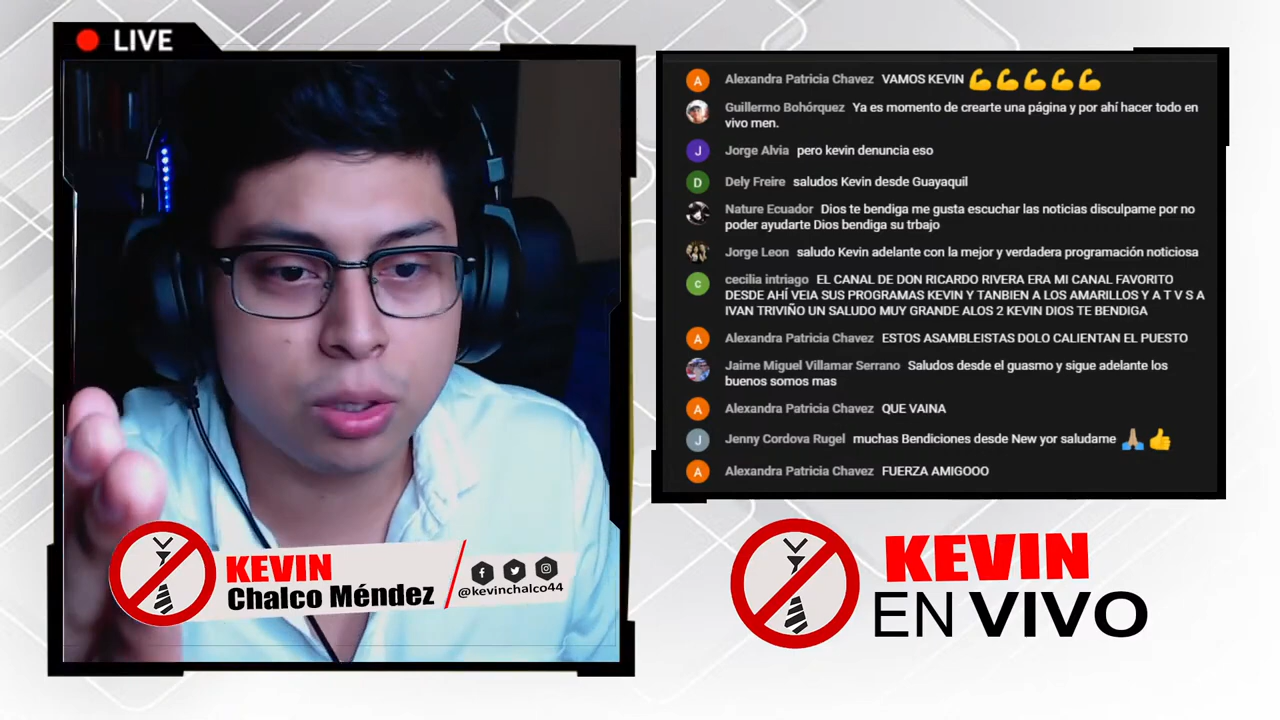 LIVE
KEVIN
Chalco Méndez
@kevinchalco44
A Alexandra Patricia Chavez VAMOS KEVIN 💪💪💪💪💪
Guillermo Bohórquez Ya es momento de crearte una página y por ahí hacer todo en
vivo men.
J Jorge Alvia pero kevin denuncia eso
D Dely Freire saludos Kevin desde Guayaquil
Nature Ecuador Dios te bendiga me gusta escuchar las noticias disculpame por no
poder ayudarte Dios bendiga su trbajo
Jorge Leon saludo Kevin adelante con la mejor y verdadera programación noticiosa
c cecilia intriago EL CANAL DE DON RICARDO RIVERA ERA MI CANAL FAVORITO
DESDE AHÍ VEIA SUS PROGRAMAS KEVIN Y TANBIEN A LOS AMARILLOS Y A T V S A
IVAN TRIVIÑO UN SALUDO MUY GRANDE ALOS 2 KEVIN DIOS TE BENDIGA
A Alexandra Patricia Chavez ESTOS ASAMBLEISTAS DOLO CALIENTAN EL PUESTO
Jaime Miguel Villamar Serrano Saludos desde el guasmo y sigue adelante los
buenos somos mas
A Alexandra Patricia Chavez QUE VAINA
J Jenny Cordova Rugel muchas Bendiciones desde New yor saludame 🙏👍
A Alexandra Patricia Chavez FUERZA AMIGOOO
KEVIN
EN VIVO